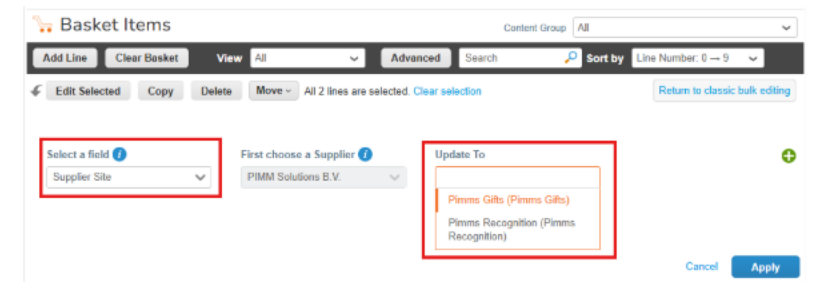 Basket Items
Content Group All
Add Line Clear Basket View All Advanced Search Sort by Line Number: 0 → 9
Edit Selected Copy Delete Move All 2 lines are selected. Clear selection Return to classic bulk editing
Select a field First choose a Supplier Update To
Supplier Site PIMM Solutions B.V.
Pimms Gifts (Pimms Gifts)
Pimms Recognition (Pimms
Recognition)
Cancel Apply